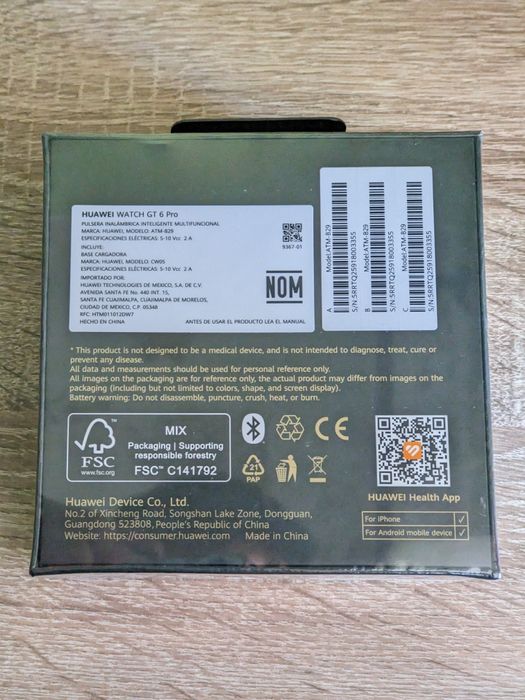 HUAWEI WATCH GT 6 Pro
PULSERA INALÁMBRICA INTELIGENTE MULTIFUNCIONAL
MARCA: HUAWEI, MODELO: ATM-B29
ESPECIFICACIONES ELÉCTRICAS: 5-10 Vcc 2 A
INCLUYE:
BASE CARGADORA
MARCA: HUAWEI, MODELO: CW05
ESPECIFICACIONES ELÉCTRICAS: 5-10 Vcc 2 A
IMPORTADO POR:
HUAWEI TECHNOLOGIES DE MEXICO, S.A. DE C.V.
AVENIDA SANTA FE No. 440 INT. 15,
SANTA FE CUAJIMALPA, CUAJIMALPA DE MORELOS,
CIUDAD DE MEXICO, C.P. 05348
RFC: HTM011012DW7
HECHO EN CHINA
9367-01
NOM
ANTES DE USAR EL PRODUCTO LEA EL MANUAL
A
Model:ATM-B29
S/N:5RRTQ25918003355
B
Model:ATM-B29
S/N:5RRTQ25918003355
C
Model:ATM-B29
S/N:5RRTQ25918003355
* This product is not designed to be a medical device, and is not intended to diagnose, treat, cure or
prevent any disease.
All data and measurements should be used for personal reference only.
All images on the packaging are for reference only, the actual product may differ from images on the
packaging (including but not limited to colors, shape, and screen display).
Battery warning: Do not disassemble, puncture, crush, heat, or burn.
FSC
www.fsc.org
MIX
Packaging | Supporting
responsible forestry
FSC™ C141792
CE
21
PAP
HUAWEI Health App
For iPhone ✓
For Android mobile device ✓
Huawei Device Co., Ltd.
No.2 of Xincheng Road, Songshan Lake Zone, Dongguan,
Guangdong 523808, People's Republic of China
Website: https://consumer.huawei.com Made in China